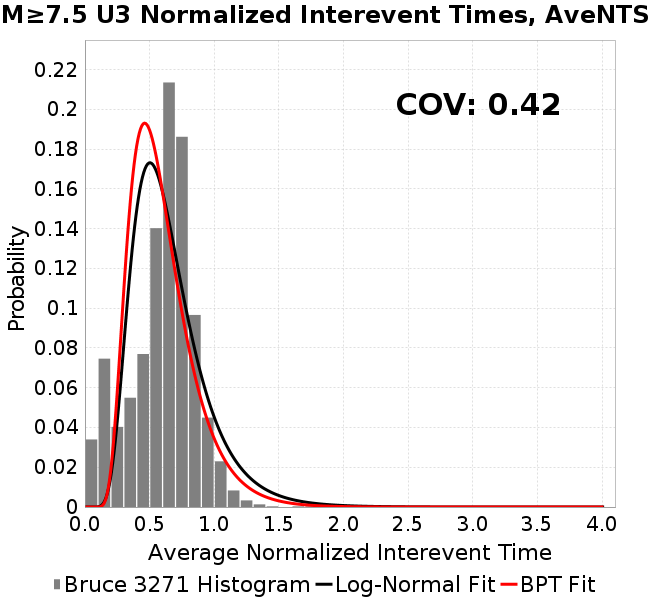 M≥7.5 U3 Normalized Interevent Times, AveNTS
COV: 0.42
0.22
0.2
0.18
0.16
0.14
0.12
0.1
0.08
0.06
0.04
0.02
0
Probability
0.0 0.5 1.0 1.5 2.0 2.5 3.0 3.5 4.0
Average Normalized Interevent Time
Bruce 3271 Histogram Log-Normal Fit BPT Fit